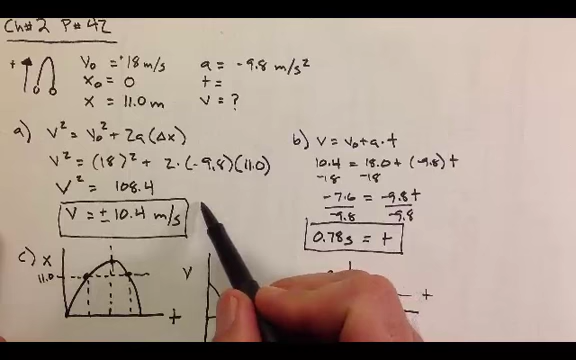 Ch#2 P#42
+ V₀ = +18 m/s a = -9.8 m/s²
x₀ = 0 t =
x = 11.0 m v = ?
a) V² = V₀² + 2a(Δx)
V² = (18)² + 2·(-9.8)(11.0)
V² = 108.4
V = ± 10.4 m/s
b) V = V₀ + a·t
10.4 = 18.0 + (-9.8)t
-18 -18
-7.6 = -9.8t
-9.8 -9.8
0.78s = t
c) x
11.0
t
V
t